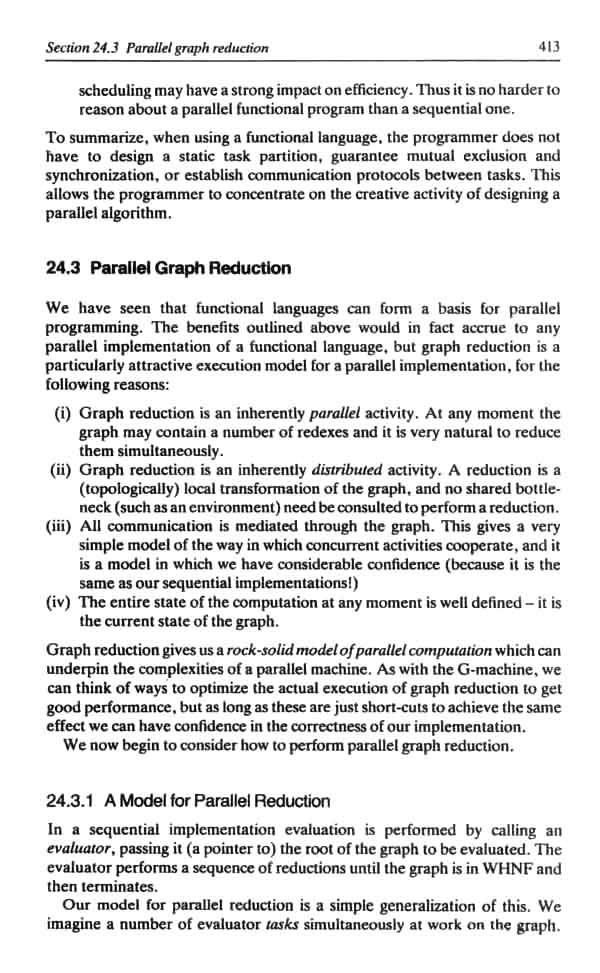 Section 24.3 Parallel graph reduction 413
scheduling may have a strong impact on efficiency. Thus it is no harder to
reason about a parallel functional program than a sequential one.
To summarize, when using a functional language, the programmer does not
have to design a static task partition, guarantee mutual exclusion and
synchronization, or establish communication protocols between tasks. This
allows the programmer to concentrate on the creative activity of designing a
parallel algorithm.
24.3 Parallel Graph Reduction
We have seen that functional languages can form a basis for parallel
programming. The benefits outlined above would in fact accrue to any
parallel implementation of a functional language, but graph reduction is a
particularly attractive execution model for a parallel implementation, for the
following reasons:
(i) Graph reduction is an inherently parallel activity. At any moment the
graph may contain a number of redexes and it is very natural to reduce
them simultaneously.
(ii) Graph reduction is an inherently distributed activity. A reduction is a
(topologically) local transformation of the graph, and no shared bottle-
neck (such as an environment) need be consulted to perform a reduction.
(iii) All communication is mediated through the graph. This gives a very
simple model of the way in which concurrent activities cooperate, and it
is a model in which we have considerable confidence (because it is the
same as our sequential implementations!)
(iv) The entire state of the computation at any moment is well defined – it is
the current state of the graph.
Graph reduction gives us a rock-solid model of parallel computation which can
underpin the complexities of a parallel machine. As with the G-machine, we
can think of ways to optimize the actual execution of graph reduction to get
good performance, but as long as these are just short-cuts to achieve the same
effect we can have confidence in the correctness of our implementation.
We now begin to consider how to perform parallel graph reduction.
24.3.1 A Model for Parallel Reduction
In a sequential implementation evaluation is performed by calling an
evaluator, passing it (a pointer to) the root of the graph to be evaluated. The
evaluator performs a sequence of reductions until the graph is in WHNF and
then terminates.
Our model for parallel reduction is a simple generalization of this. We
imagine a number of evaluator tasks simultaneously at work on the graph.